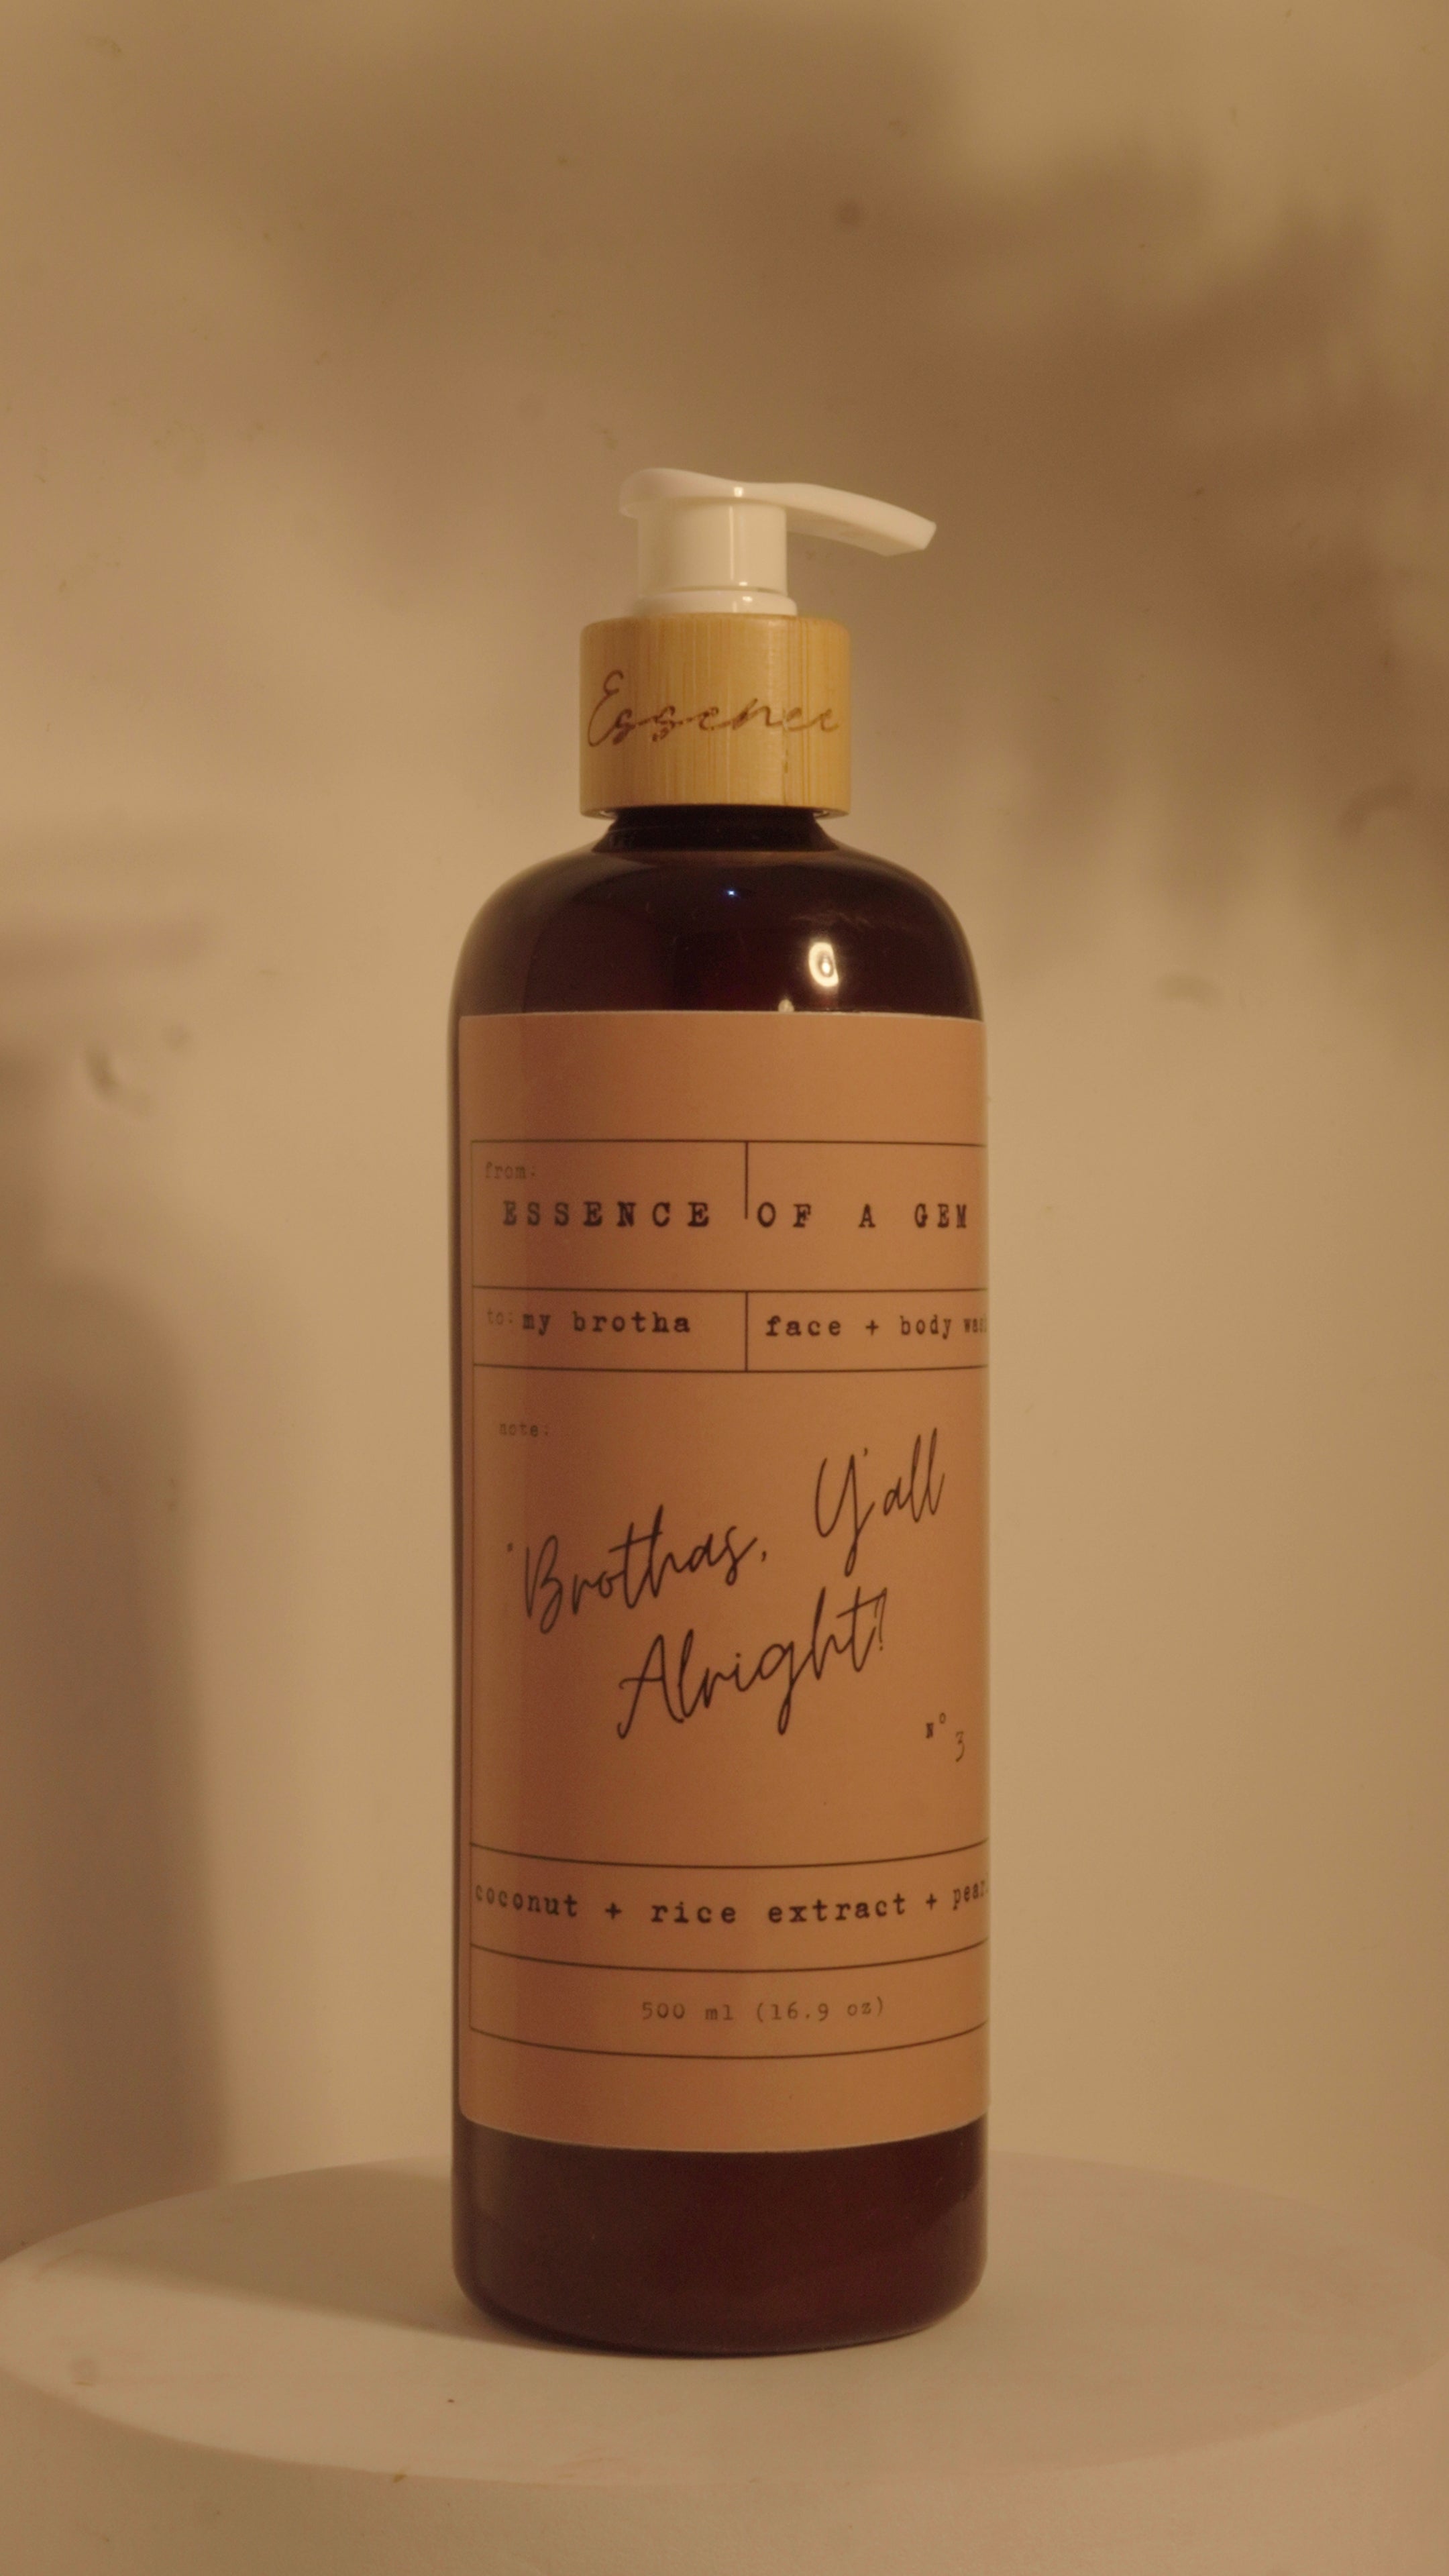 Essence
from:
ESSENCE OF A GEM
to: my brotha
face + body
note:
"Brothas, Y'all
Alright?
Nº 3
coconut + rice extract +
500 ml (16.9 oz)